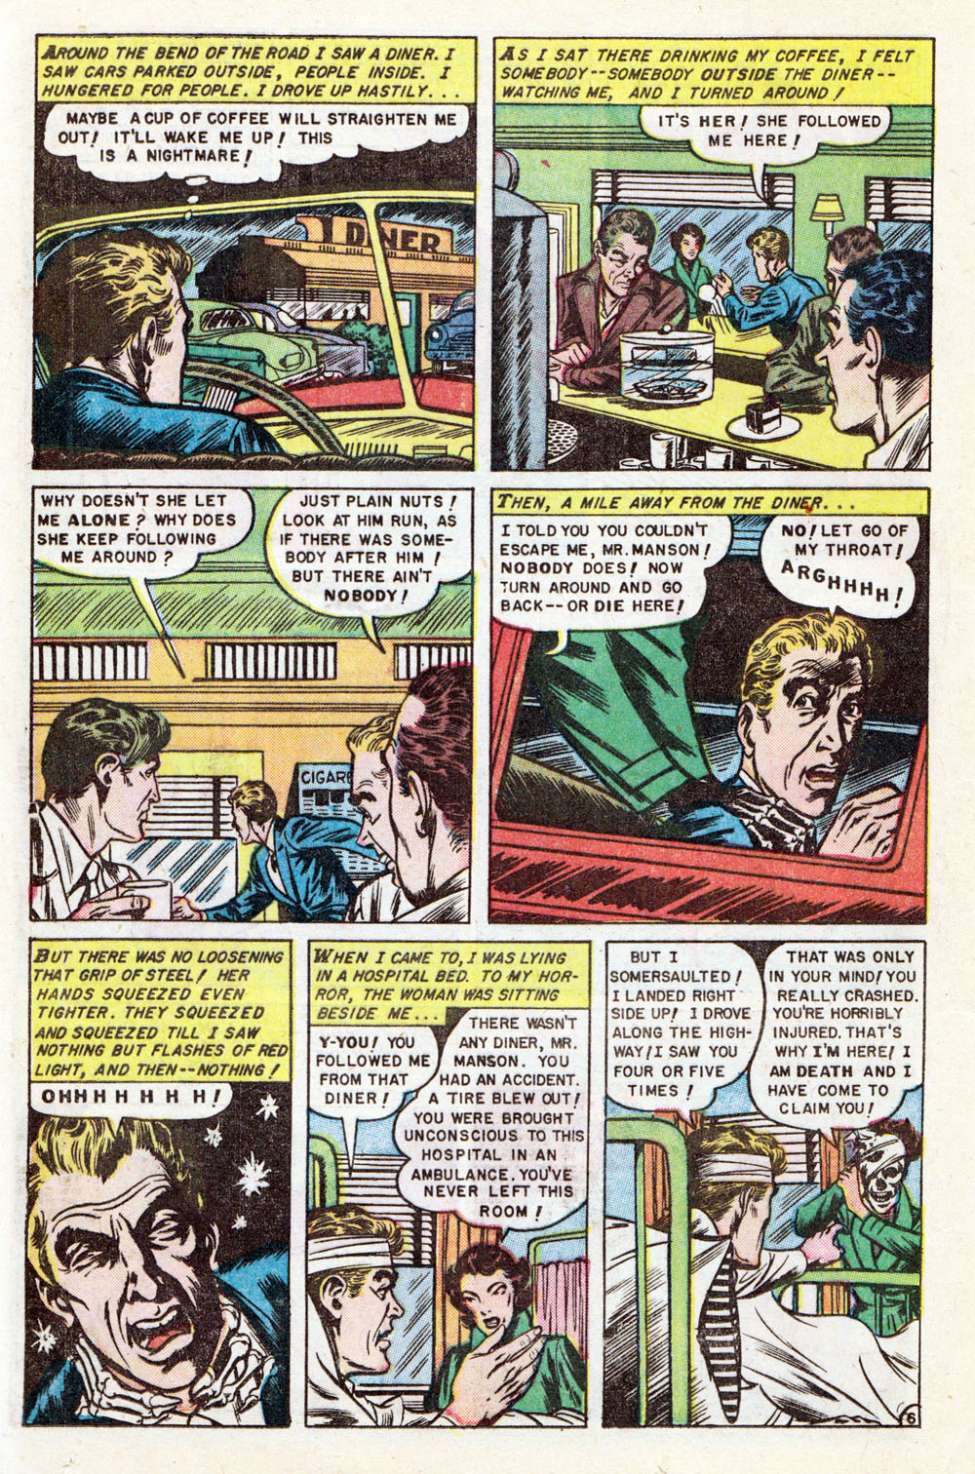 AROUND THE BEND OF THE ROAD I SAW A DINER. I
SAW CARS PARKED OUTSIDE, PEOPLE INSIDE. I
HUNGERED FOR PEOPLE. I DROVE UP HASTILY...
MAYBE A CUP OF COFFEE WILL STRAIGHTEN ME
OUT! IT'LL WAKE ME UP! THIS
IS A NIGHTMARE!
DINER
AS I SAT THERE DRINKING MY COFFEE, I FELT
SOMEBODY--SOMEBODY OUTSIDE THE DINER--
WATCHING ME, AND I TURNED AROUND!
IT'S HER! SHE FOLLOWED
ME HERE!
WHY DOESN'T SHE LET
ME ALONE? WHY DOES
SHE KEEP FOLLOWING
ME AROUND?
JUST PLAIN NUTS!
LOOK AT HIM RUN, AS
IF THERE WAS SOME-
BODY AFTER HIM!
BUT THERE AIN'T
NOBODY!
CIGARE
THEN, A MILE AWAY FROM THE DINER...
I TOLD YOU YOU COULDN'T
ESCAPE ME, MR. MANSON!
NOBODY DOES! NOW
TURN AROUND AND GO
BACK--OR DIE HERE!
NO! LET GO OF
MY THROAT!
ARGHHHH!
BUT THERE WAS NO LOOSENING
THAT GRIP OF STEEL! HER
HANDS SQUEEZED EVEN
TIGHTER. THEY SQUEEZED
AND SQUEEZED TILL I SAW
NOTHING BUT FLASHES OF RED
LIGHT, AND THEN--NOTHING!
OHHHHHHH!
WHEN I CAME TO, I WAS LYING
IN A HOSPITAL BED. TO MY HOR-
ROR, THE WOMAN WAS SITTING
BESIDE ME...
Y-YOU! YOU
FOLLOWED ME
FROM THAT
DINER!
THERE WASN'T
ANY DINER, MR.
MANSON. YOU
HAD AN ACCIDENT.
A TIRE BLEW OUT!
YOU WERE BROUGHT
UNCONSCIOUS TO THIS
HOSPITAL IN AN
AMBULANCE. YOU'VE
NEVER LEFT THIS
ROOM!
BUT I
SOMERSAULTED!
I LANDED RIGHT
SIDE UP! I DROVE
ALONG THE HIGH-
WAY! I SAW YOU
FOUR OR FIVE
TIMES!
THAT WAS ONLY
IN YOUR MIND! YOU
REALLY CRASHED.
YOU'RE HORRIBLY
INJURED. THAT'S
WHY I'M HERE! I
AM DEATH AND I
HAVE COME TO
CLAIM YOU!
6